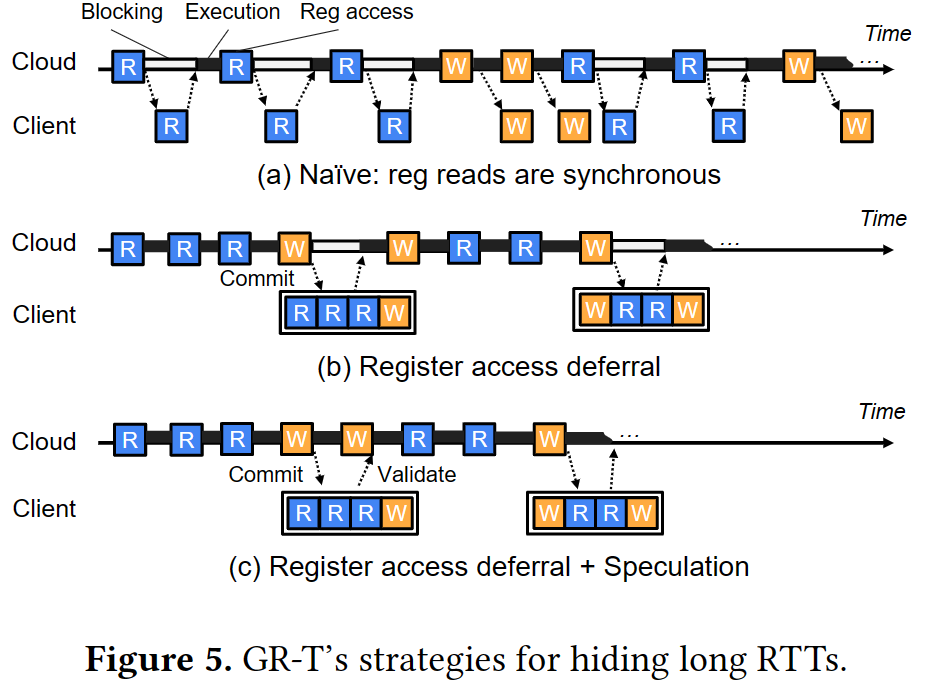 Blocking Execution Reg access
Time
Cloud R R R W W R R W ...
Client R R R W W R R W
(a) Naïve: reg reads are synchronous
Time
Cloud R R R W W R R W ...
Commit
Client R R R W W R R W
(b) Register access deferral
Time
Cloud R R R W W R R W ...
Commit Validate
Client R R R W W R R W
(c) Register access deferral + Speculation
Figure 5. GR-T's strategies for hiding long RTTs.